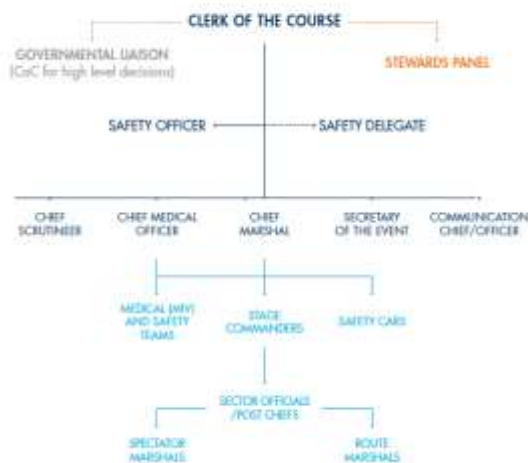 CLERK OF THE COURSE
GOVERNMENTAL LIAISON
(CoC for high level decisions)
STEWARDS PANEL
SAFETY OFFICER
SAFETY DELEGATE
CHIEF
SCRUTINEER
CHIEF MEDICAL
OFFICER
CHIEF
MARSHAL
SECRETARY
OF THE EVENT
COMMUNICATION
CHIEF/OFFICER
MEDICAL (MIV)
AND SAFETY
TEAMS
STAGE
COMMANDERS
SAFETY CARS
SECTOR OFFICIALS
/POST CHIEFS
SPECTATOR
MARSHALS
ROUTE
MARSHALS